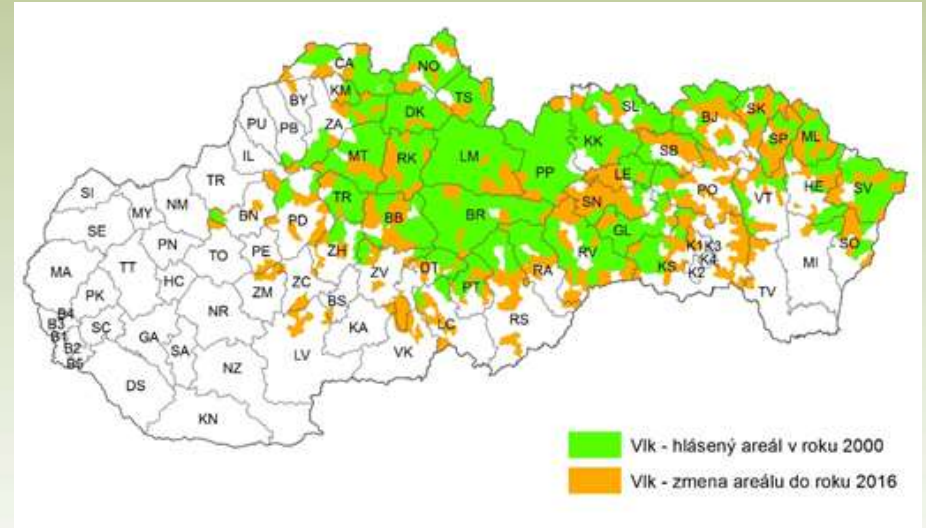 CA
NO
KM
TS
BY
DK
PU
PB
ZA
SL
BJ
SK
SP
ML
IL
MT
RK
LM
KK
SB
TR
PP
LE
HE
SV
SI
MY
NM
BN
PD
TR
BB
BR
SN
PO
VT
SE
PN
TO
PE
ZH
GL
K1
K3
SO
MA
TT
HC
ZM
ZC
ZV
DT
PT
RA
RV
KS
K4
K2
MI
PK
NR
BS
KA
LC
RS
TV
B4
B3
B1
SC
GA
SA
LV
VK
B2
B5
NZ
DS
KN
Vlk - hlásený areál v roku 2000
Vlk - zmena areálu do roku 2016